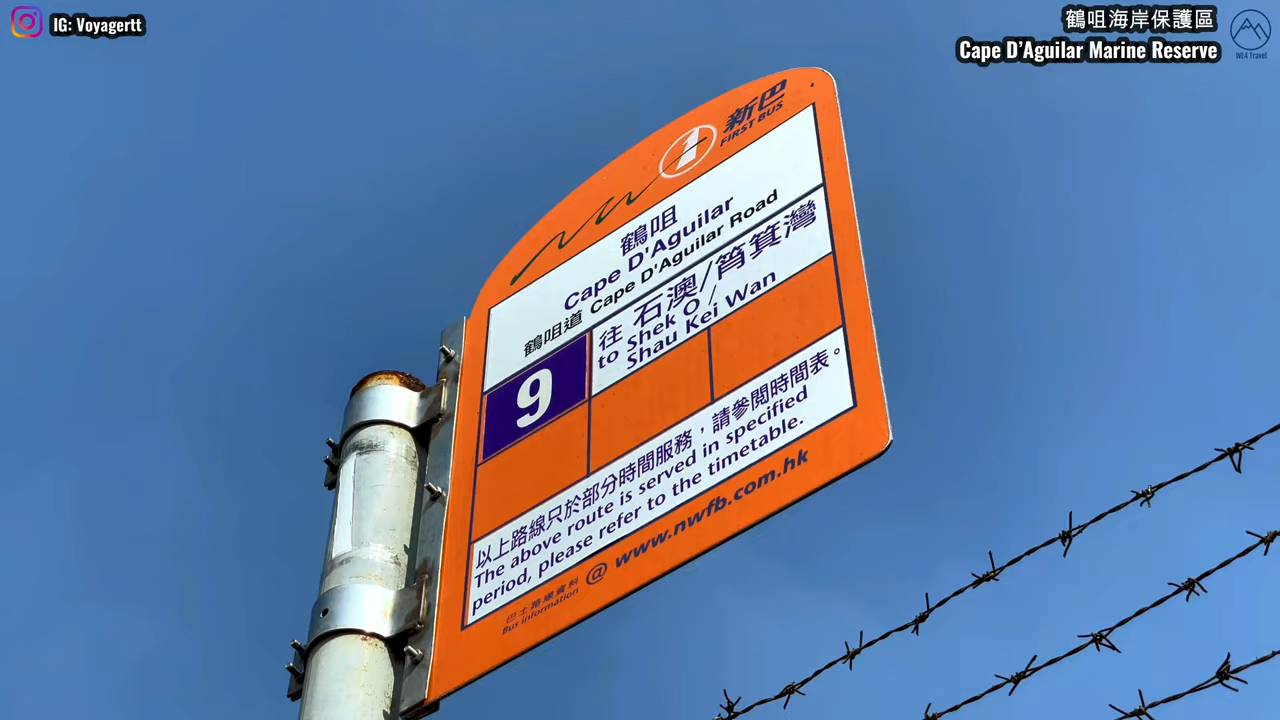 IG: Voyagertt
鶴咀海岸保護區
Cape D'Aguilar Marine Reserve
WE4 Travel
新巴
FIRST BUS
1
鶴咀
Cape D'Aguilar
鶴咀道 Cape D'Aguilar Road
9
往 石澳/筲箕灣
to Shek O /
Shau Kei Wan
以上路線只於部分時間服務，請參閱時間表。
The above route is served in specified
period, please refer to the timetable.
巴士路線資料
Bus information
@ www.nwfb.com.hk